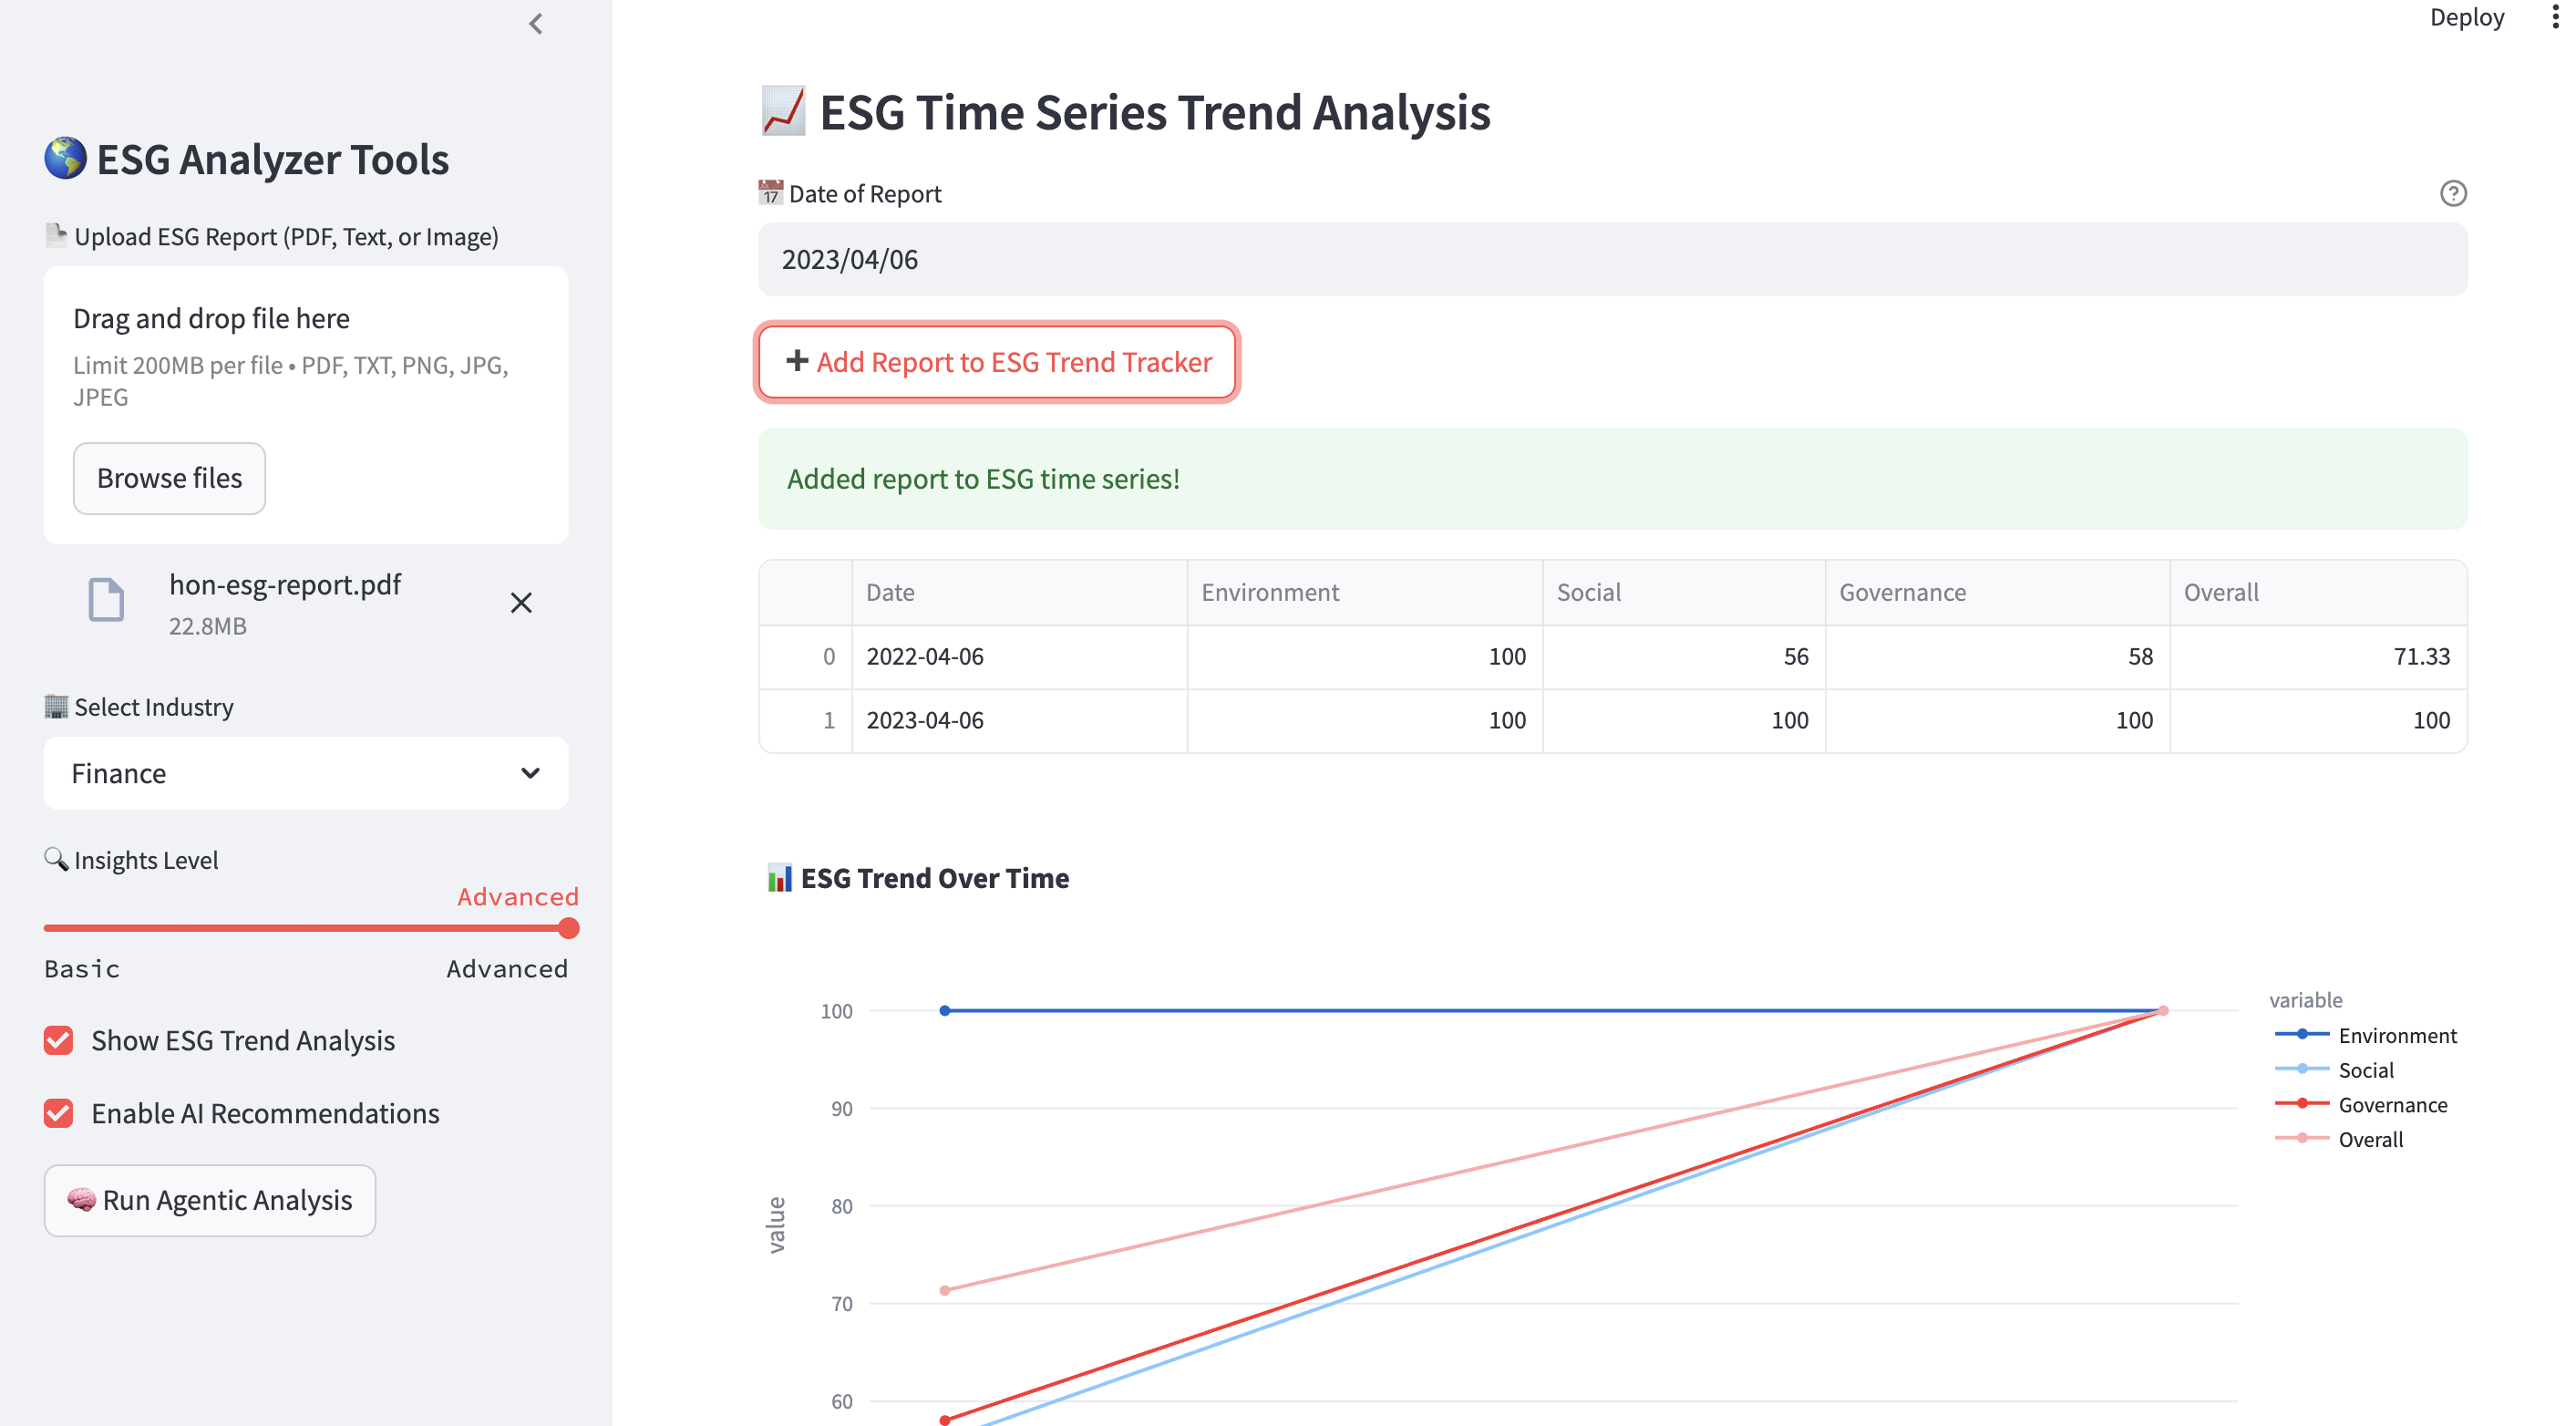 Deploy
ESG Analyzer Tools
Upload ESG Report (PDF, Text, or Image)
Drag and drop file here
Limit 200MB per file • PDF, TXT, PNG, JPG,
JPEG
Browse files
hon-esg-report.pdf
22.8MB
Select Industry
Finance
Insights Level
Advanced
Basic Advanced
Show ESG Trend Analysis
Enable AI Recommendations
Run Agentic Analysis
ESG Time Series Trend Analysis
17 Date of Report
2023/04/06
Add Report to ESG Trend Tracker
Added report to ESG time series!
Date Environment Social Governance Overall
0 2022-04-06 100 56 58 71.33
1 2023-04-06 100 100 100 100
ESG Trend Over Time
100
90
80
70
60
value
variable
Environment
Social
Governance
Overall